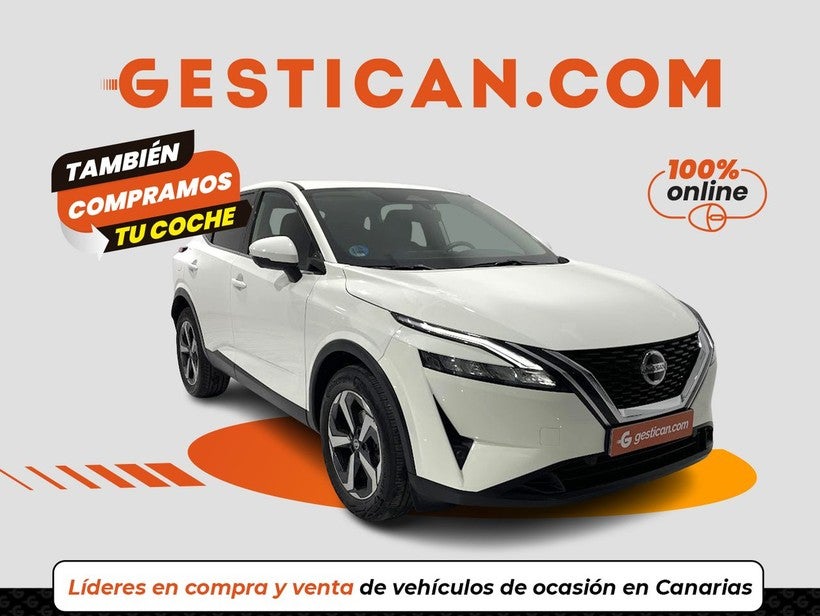 GESTICAN.COM
TAMBIÉN
COMPRAMOS
TU COCHE
100%
online
NISSAN
gestican.com
Líderes en compra y venta de vehículos de ocasión en Canarias